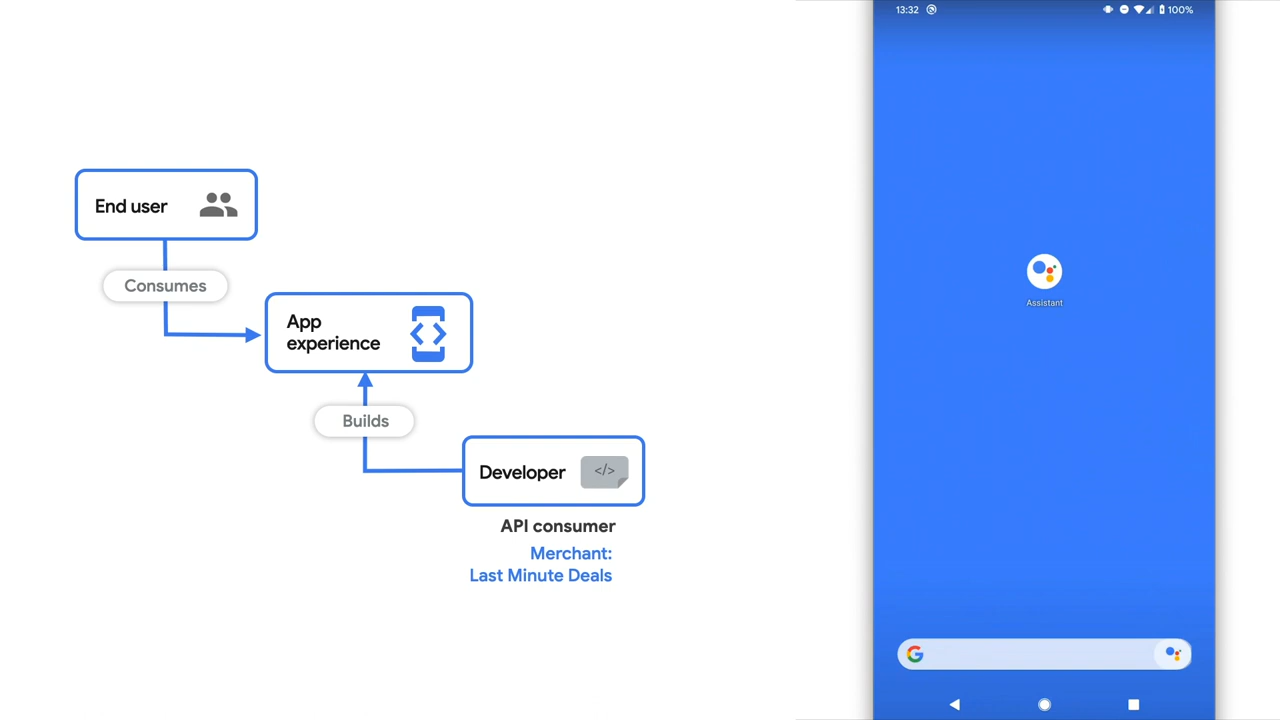 End user
Consumes
App
experience
Builds
Developer
</>
API consumer
Merchant:
Last Minute Deals
13:32
100%
Assistant